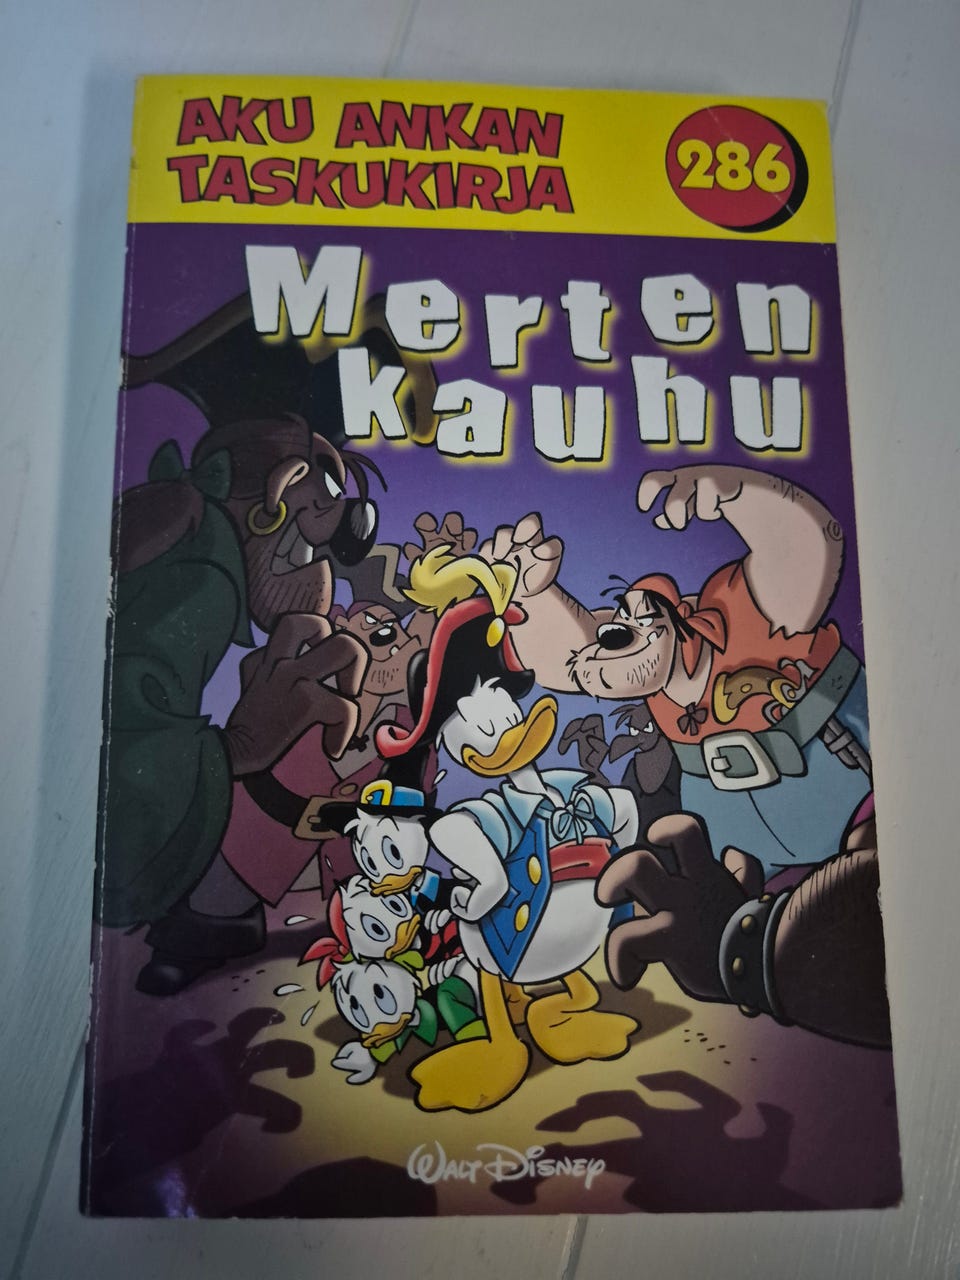 AKU ANKAN
TASKUKIRJA
286
Merten
kauhu
WALT DISNEY